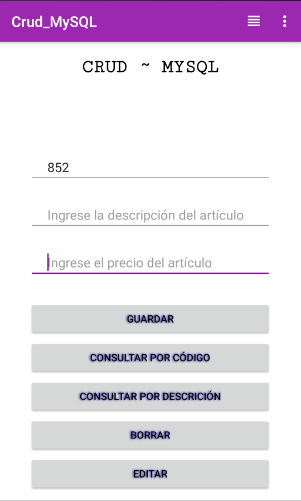 Crud_MySQL
CRUD ~ MYSQL
852
Ingrese la descripción del artículo
Ingrese el precio del artículo
GUARDAR
CONSULTAR POR CÓDIGO
CONSULTAR POR DESCRICIÓN
BORRAR
EDITAR